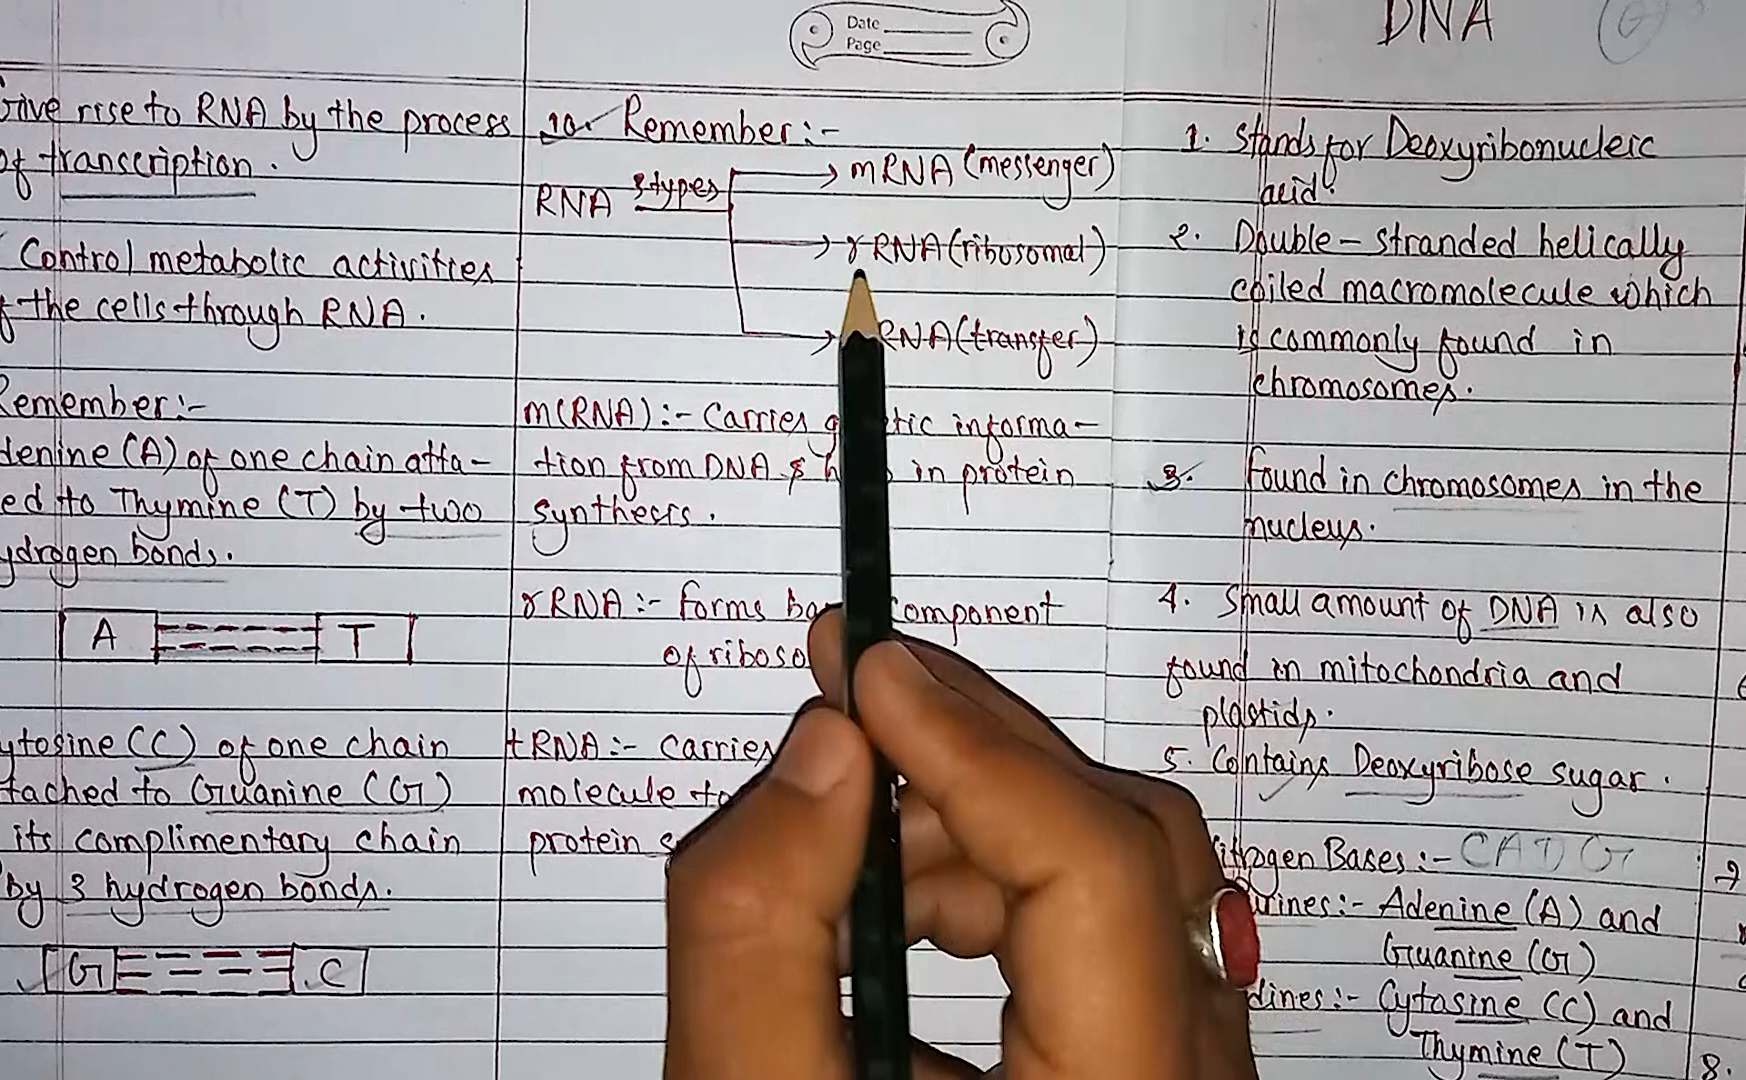 Date
Page
DNA
Give rise to RNA by the process
of transcription.
Control metabolic activities
the cells through RNA.
Remember:-
denine (A) of one chain atta-
ed to Thymine (T) by two
ydrogen bonds.
A T
ytosine (C) of one chain
tached to Guanine (G)
its complimentary chain
by 3 hydrogen bonds.
G C
10. Remember:-
RNA 3 types
mRNA (messenger)
rRNA (ribosomal)
RNA (transfer)
m(RNA):- Carries informa-
tion from DNA & in protein
synthesis.
rRNA:- forms component
of
tRNA:- carries
molecule to
protein
1. Stands for Deoxyribonucleic
acid.
2. Double-stranded helically
coiled macromolecule which
is commonly found in
chromosomes.
3. Found in chromosomes in the
nucleus.
4. Small amount of DNA is also
found in mitochondria and
plastids.
5. Contains Deoxyribose sugar.
itrogen Bases:-
urines:- Adenine (A) and
Guanine (G)
dines:- Cytosine (C) and
Thymine (T)
8.